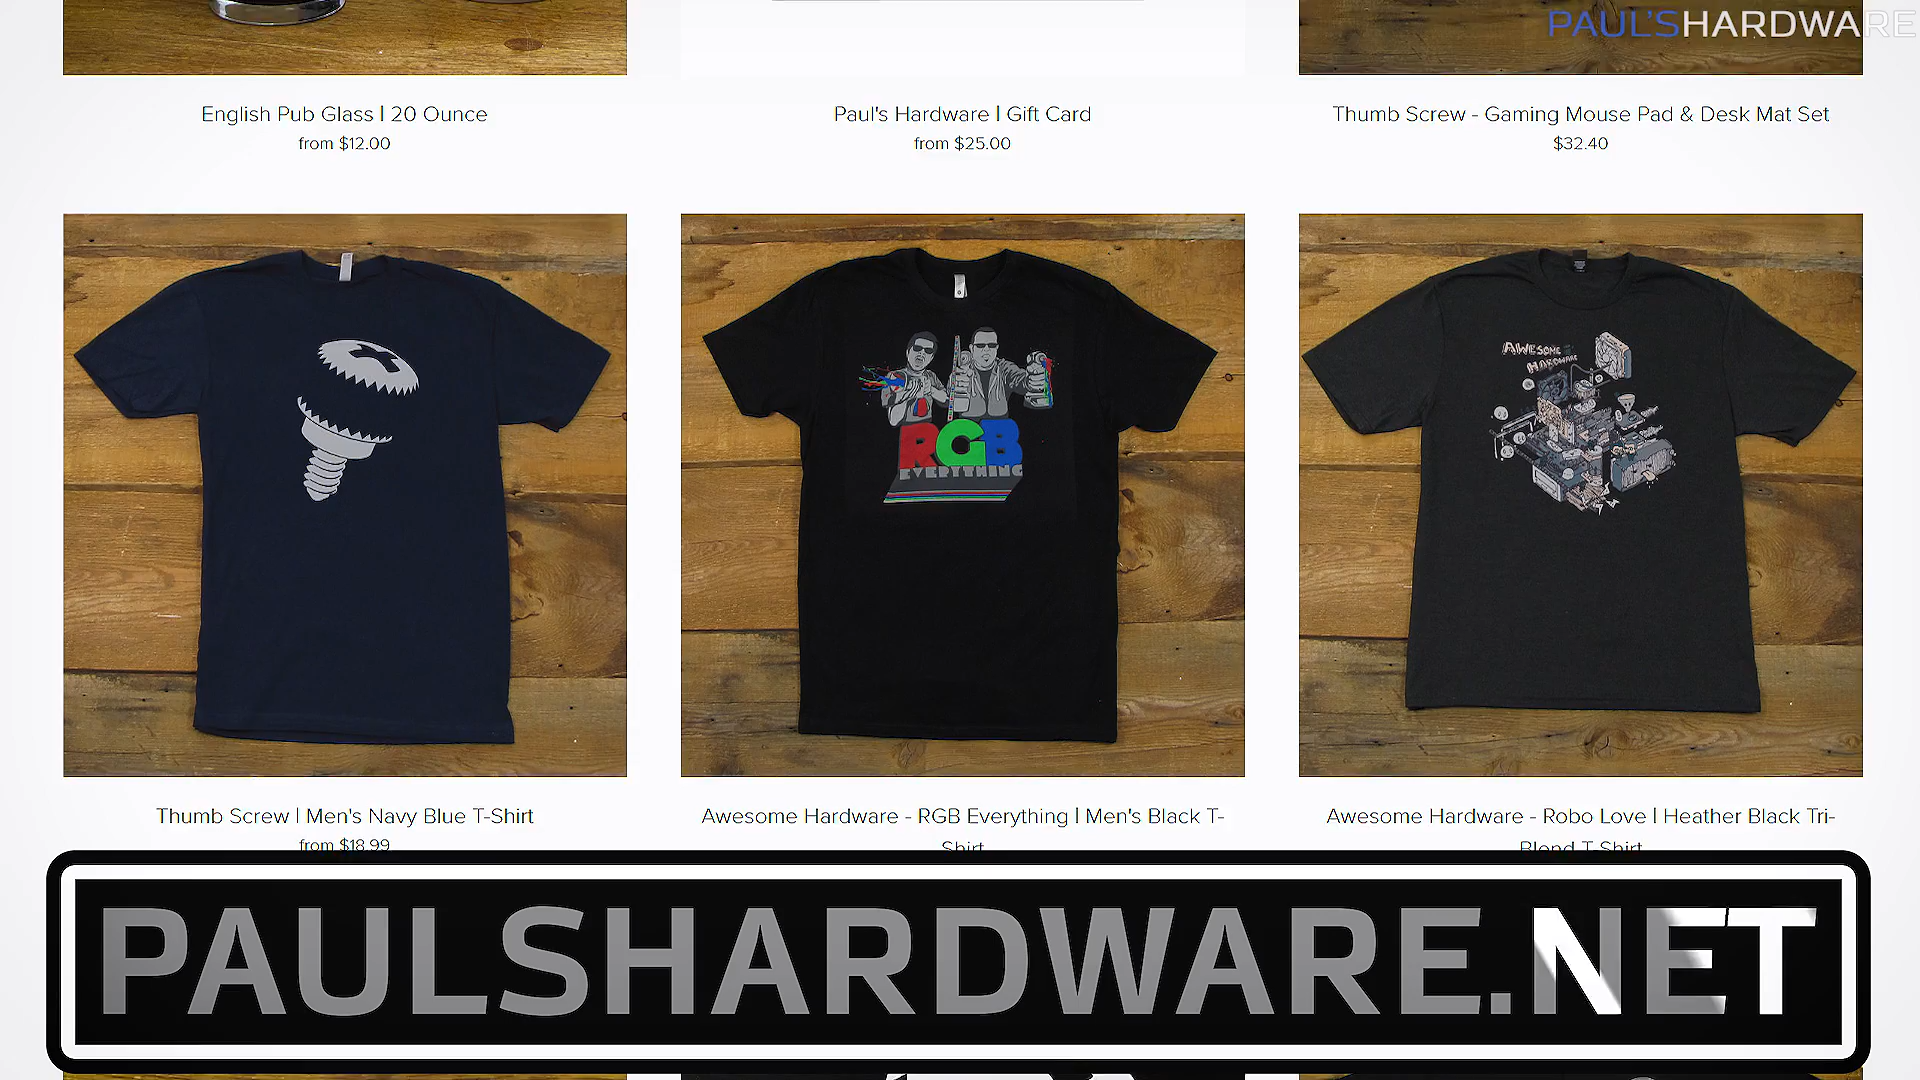 PAUL'SHARDWARE
English Pub Glass | 20 Ounce
from $12.00
Paul's Hardware | Gift Card
from $25.00
Thumb Screw - Gaming Mouse Pad & Desk Mat Set
$32.40
RGB
EVERYTHING
AWESOME
HARDWARE
Thumb Screw | Men's Navy Blue T-Shirt
from $18.99
Awesome Hardware - RGB Everything | Men's Black T-
Shirt
Awesome Hardware - Robo Love | Heather Black Tri-
Blend T-Shirt
PAULSHARDWARE.NET